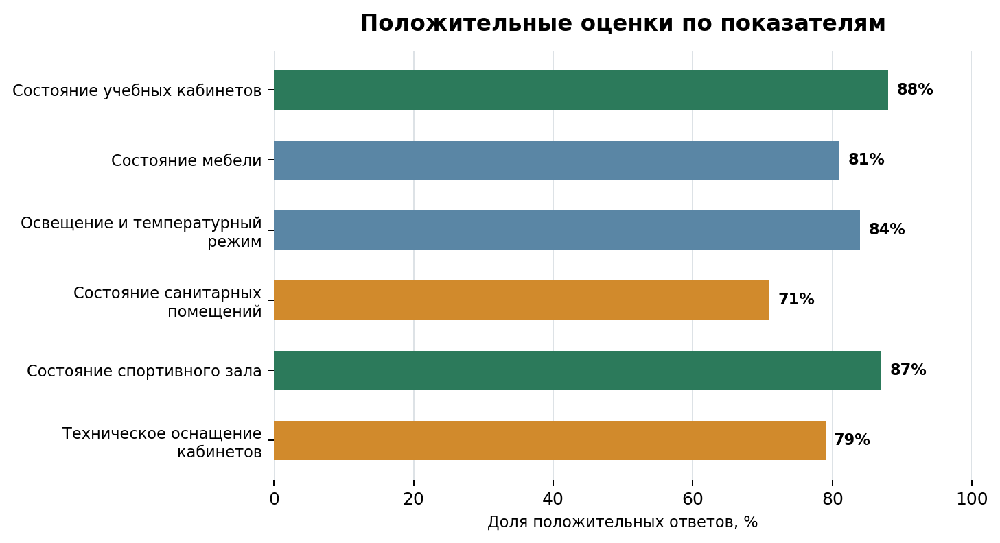 Положительные оценки по показателям
Состояние учебных кабинетов
88%
Состояние мебели
81%
Освещение и температурный
режим
84%
Состояние санитарных
помещений
71%
Состояние спортивного зала
87%
Техническое оснащение
кабинетов
79%
0 20 40 60 80 100
Доля положительных ответов, %